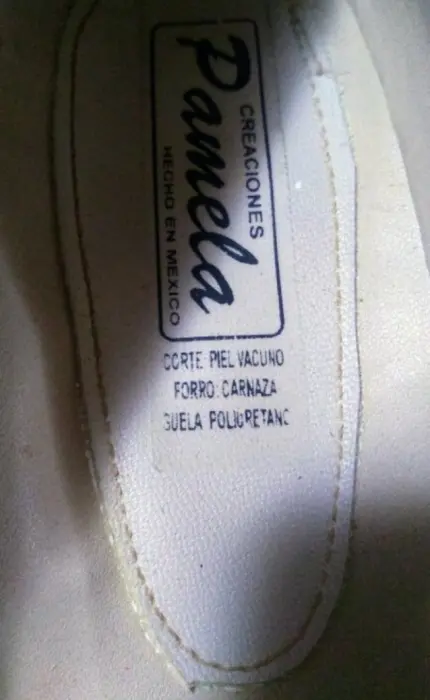 CREACIONES
Pamela
HECHO EN MEXICO
CORTE PIEL VACUNO
FORRO: CARNAZA
SUELA POLIURETANO